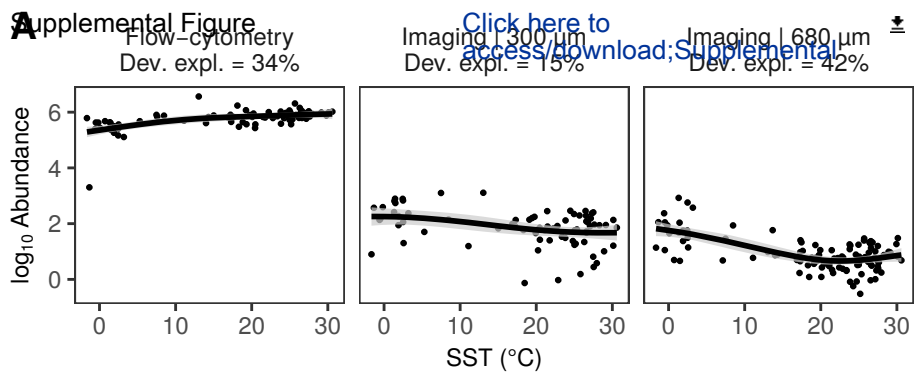 A
Supplemental Figure
Click here to
access/download;Supplemental
Flow−cytometry
Dev. expl. = 34%
Imaging | 300 µm
Dev. expl. = 15%
Imaging | 680 µm
Dev. expl. = 42%
log10 Abundance
6
4
2
0
0 10 20 30
0 10 20 30
0 10 20 30
SST (°C)